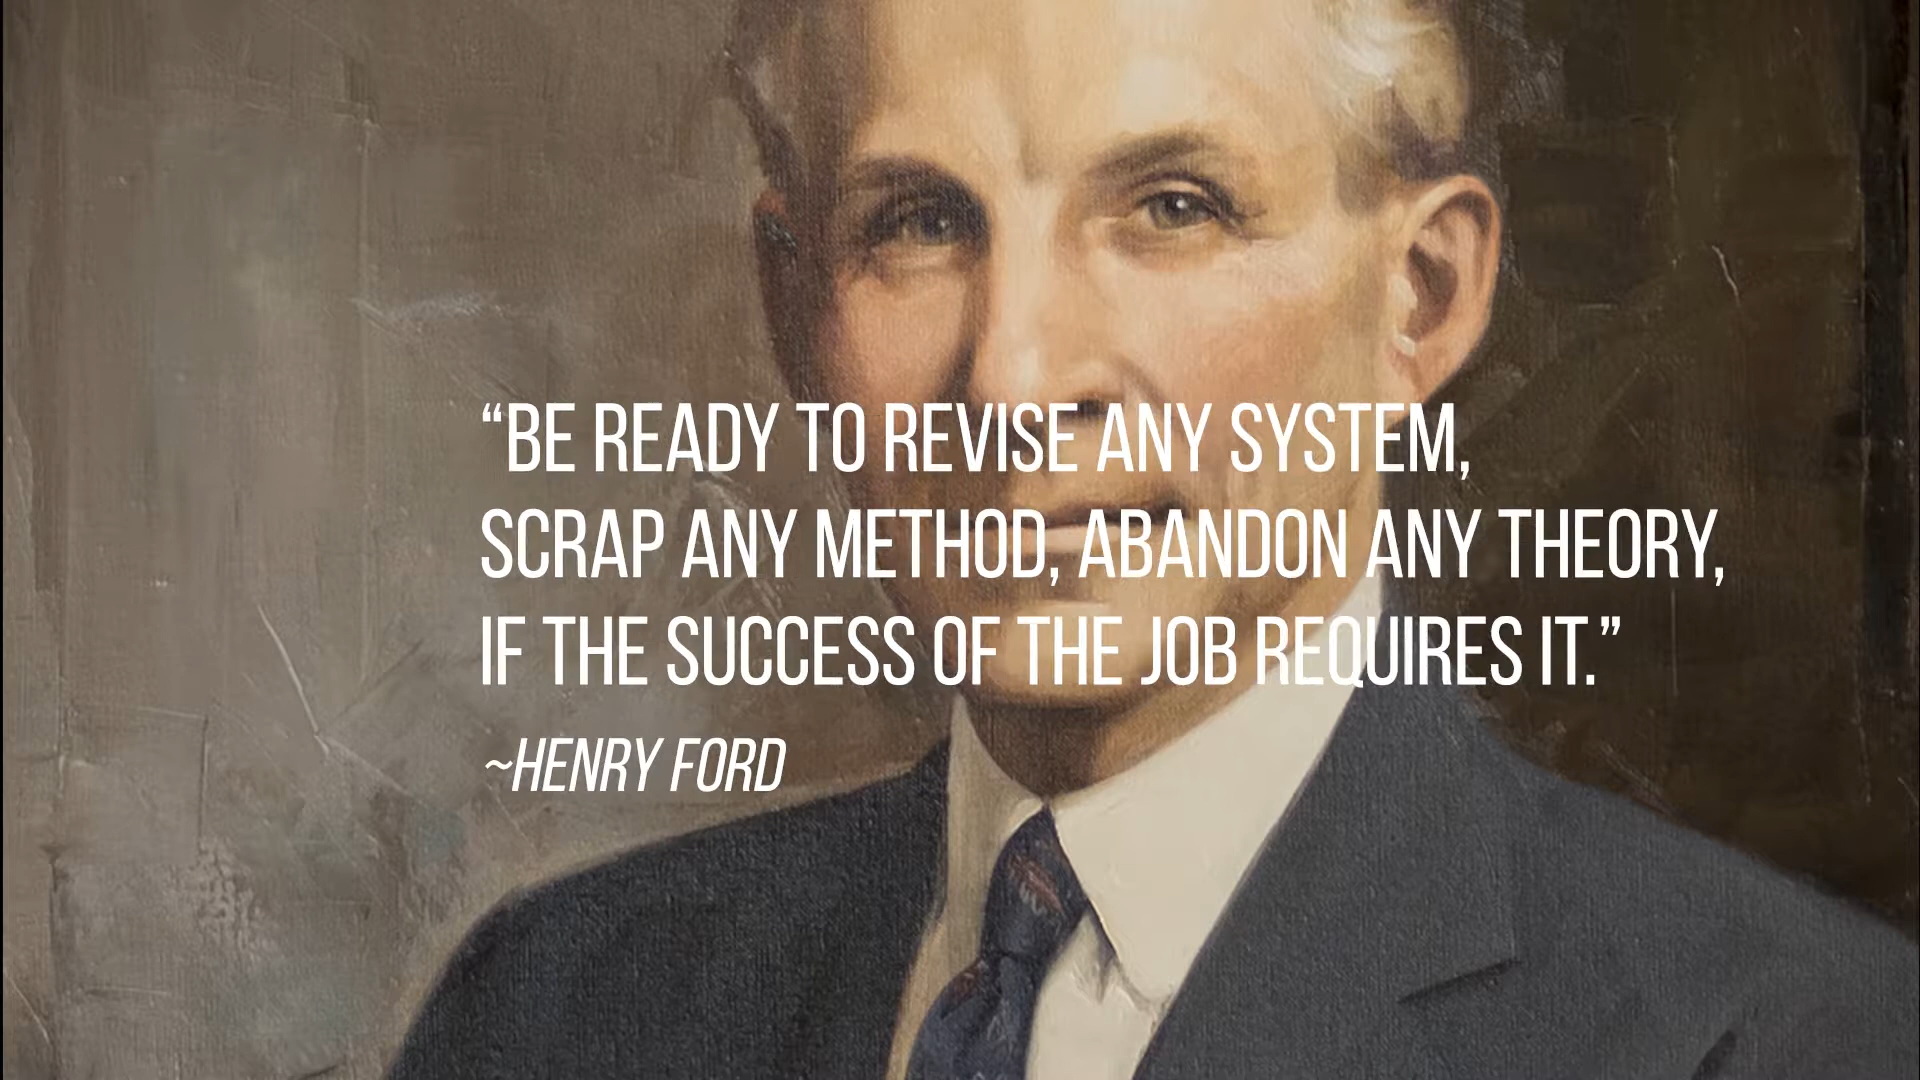 “BE READY TO REVISE ANY SYSTEM,
SCRAP ANY METHOD, ABANDON ANY THEORY,
IF THE SUCCESS OF THE JOB REQUIRES IT.”
~HENRY FORD